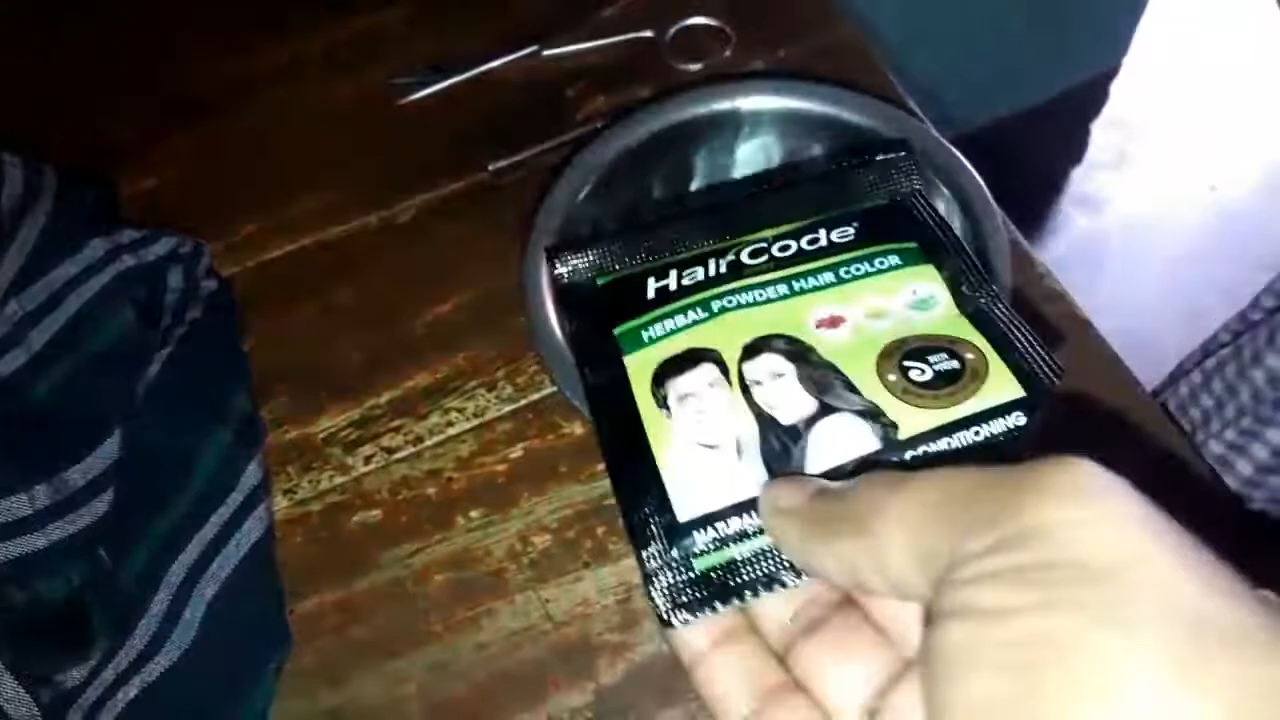 HairCode®
HERBAL POWDER HAIR COLOR
CONDITIONING
NATURAL